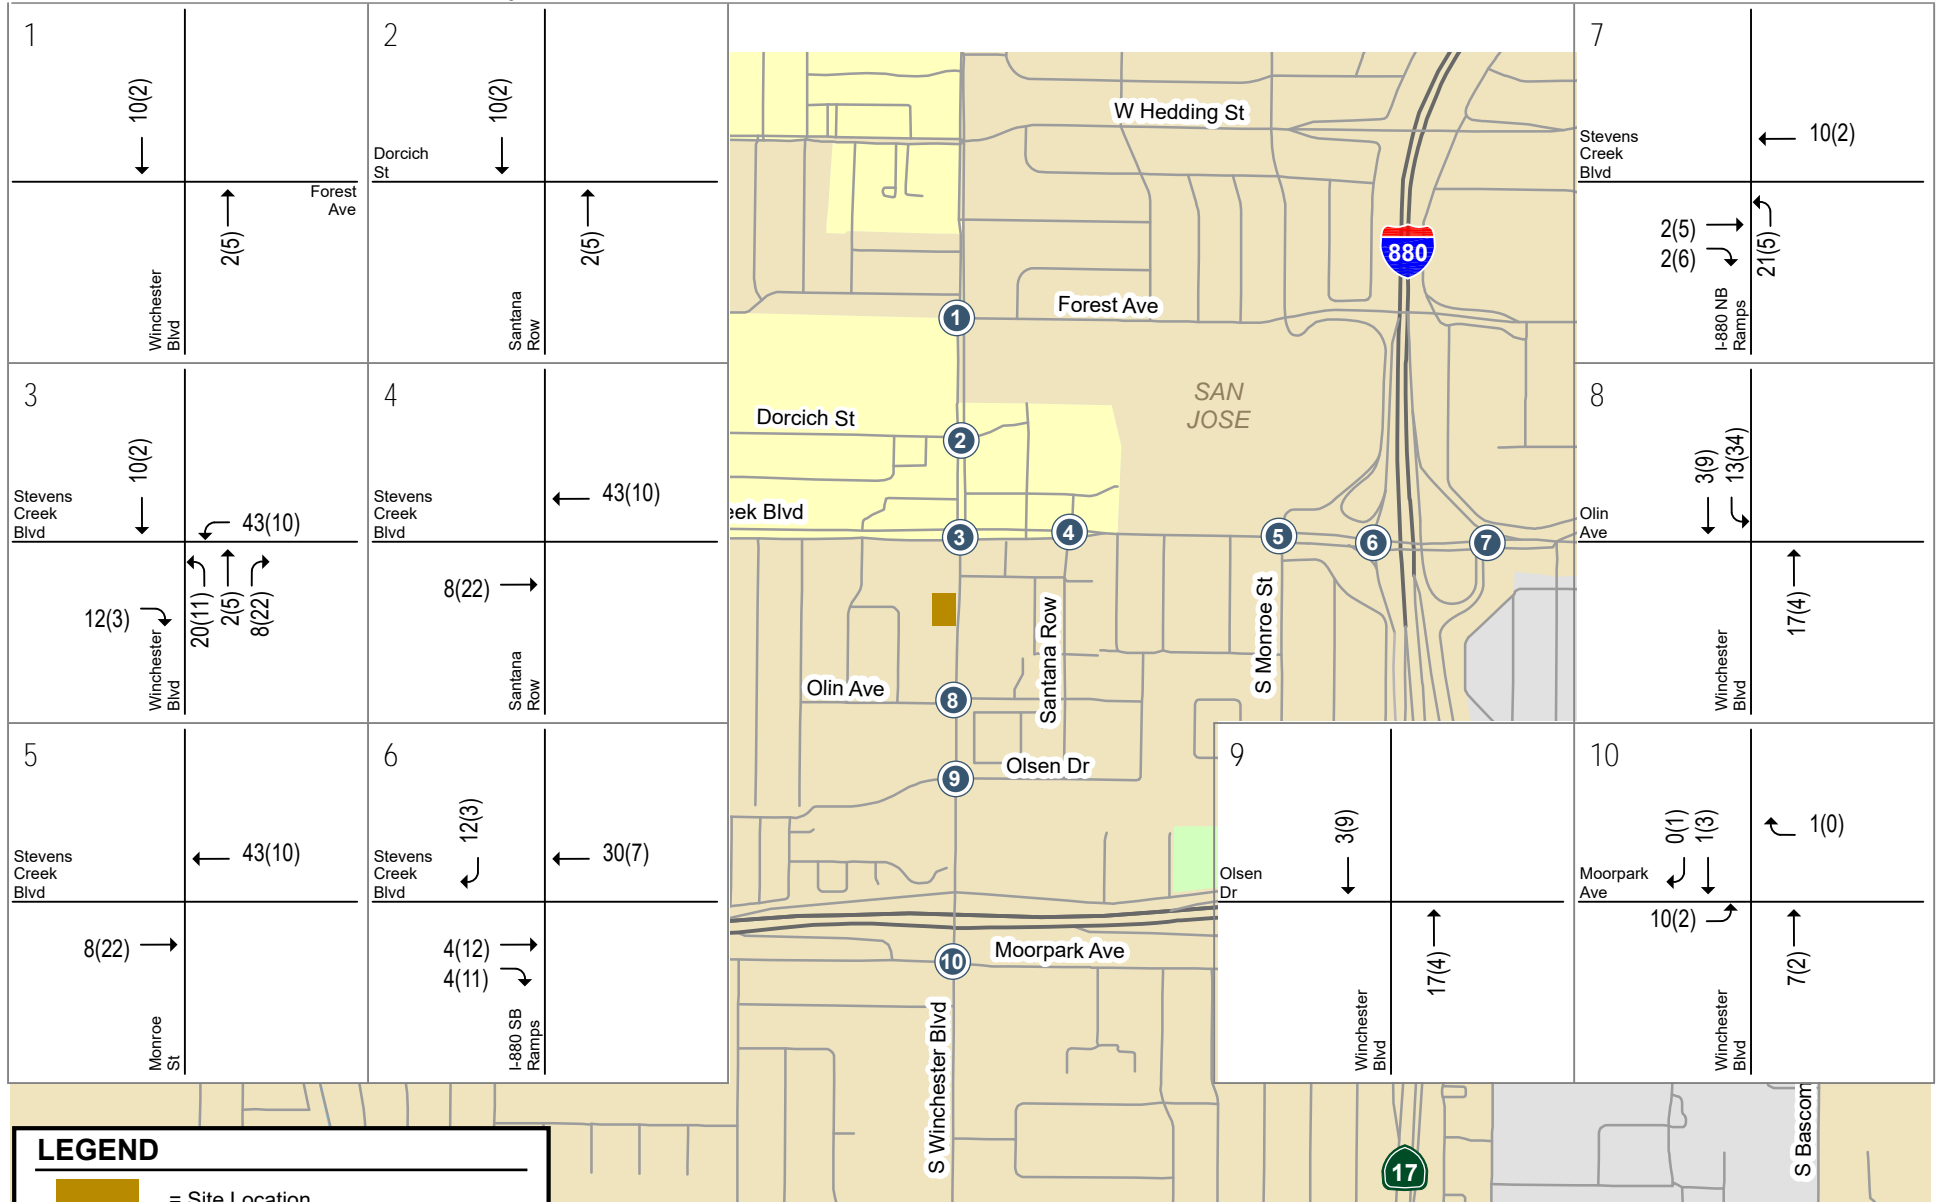 1
10(2)
2(5)
Forest
Ave
Winchester
Blvd
2
10(2)
Dorcich
St
2(5)
Santana
Row
3
10(2)
Stevens
Creek
Blvd
43(10)
12(3)
20(11)
2(5)
8(22)
Winchester
Blvd
4
Stevens
Creek
Blvd
43(10)
8(22)
Santana
Row
5
Stevens
Creek
Blvd
43(10)
8(22)
Monroe
St
6
12(3)
Stevens
Creek
Blvd
30(7)
4(12)
4(11)
I-880 SB
Ramps
W Hedding St
880
1
Forest Ave
SAN
JOSE
Dorcich St
2
eek Blvd
3
4
5
6
7
S Monroe St
Santana Row
Olin Ave
8
Olsen Dr
9
Moorpark Ave
10
S Winchester Blvd
17
S Bascom
7
Stevens
Creek
Blvd
10(2)
2(5)
2(6)
21(5)
I-880 NB
Ramps
8
3(9)
13(34)
Olin
Ave
17(4)
Winchester
Blvd
9
3(9)
Olsen
Dr
17(4)
Winchester
Blvd
10
0(1)
1(3)
1(0)
Moorpark
Ave
10(2)
7(2)
Winchester
Blvd
LEGEND
= Site Location